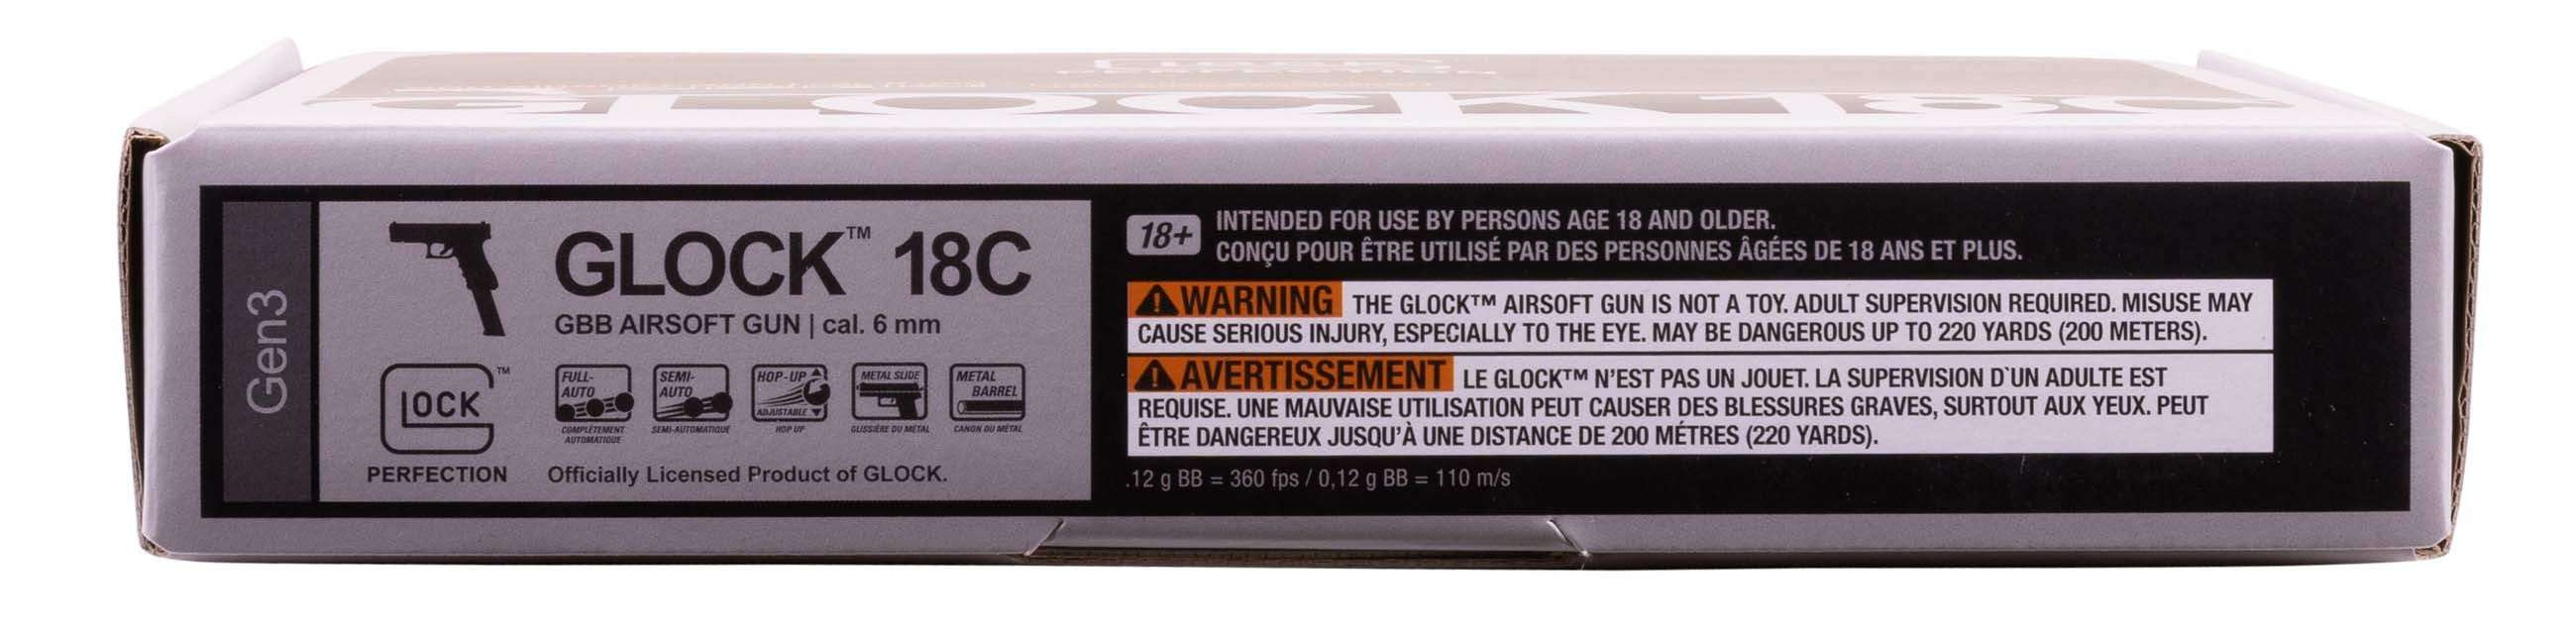 GLOCK 18C
Gen3
GLOCK™ 18C
GBB AIRSOFT GUN | cal. 6 mm
GLOCK™
PERFECTION
FULL-
AUTO
COMPLÉTEMENT
AUTOMATIQUE
SEMI-
AUTO
SEMI-AUTOMATIQUE
HOP-UP
ADJUSTABLE
HOP UP
METAL SLIDE
GLISSIÈRE DU METAL
METAL
BARREL
CANON DU MÉTAL
Officially Licensed Product of GLOCK.
18+
INTENDED FOR USE BY PERSONS AGE 18 AND OLDER.
CONÇU POUR ÊTRE UTILISÉ PAR DES PERSONNES ÂGÉES DE 18 ANS ET PLUS.
WARNING THE GLOCK™ AIRSOFT GUN IS NOT A TOY. ADULT SUPERVISION REQUIRED. MISUSE MAY
CAUSE SERIOUS INJURY, ESPECIALLY TO THE EYE. MAY BE DANGEROUS UP TO 220 YARDS (200 METERS).
AVERTISSEMENT LE GLOCK™ N'EST PAS UN JOUET. LA SUPERVISION D`UN ADULTE EST
REQUISE. UNE MAUVAISE UTILISATION PEUT CAUSER DES BLESSURES GRAVES, SURTOUT AUX YEUX. PEUT
ÊTRE DANGEREUX JUSQU'À UNE DISTANCE DE 200 MÉTRES (220 YARDS).
.12 g BB = 360 fps / 0,12 g BB = 110 m/s